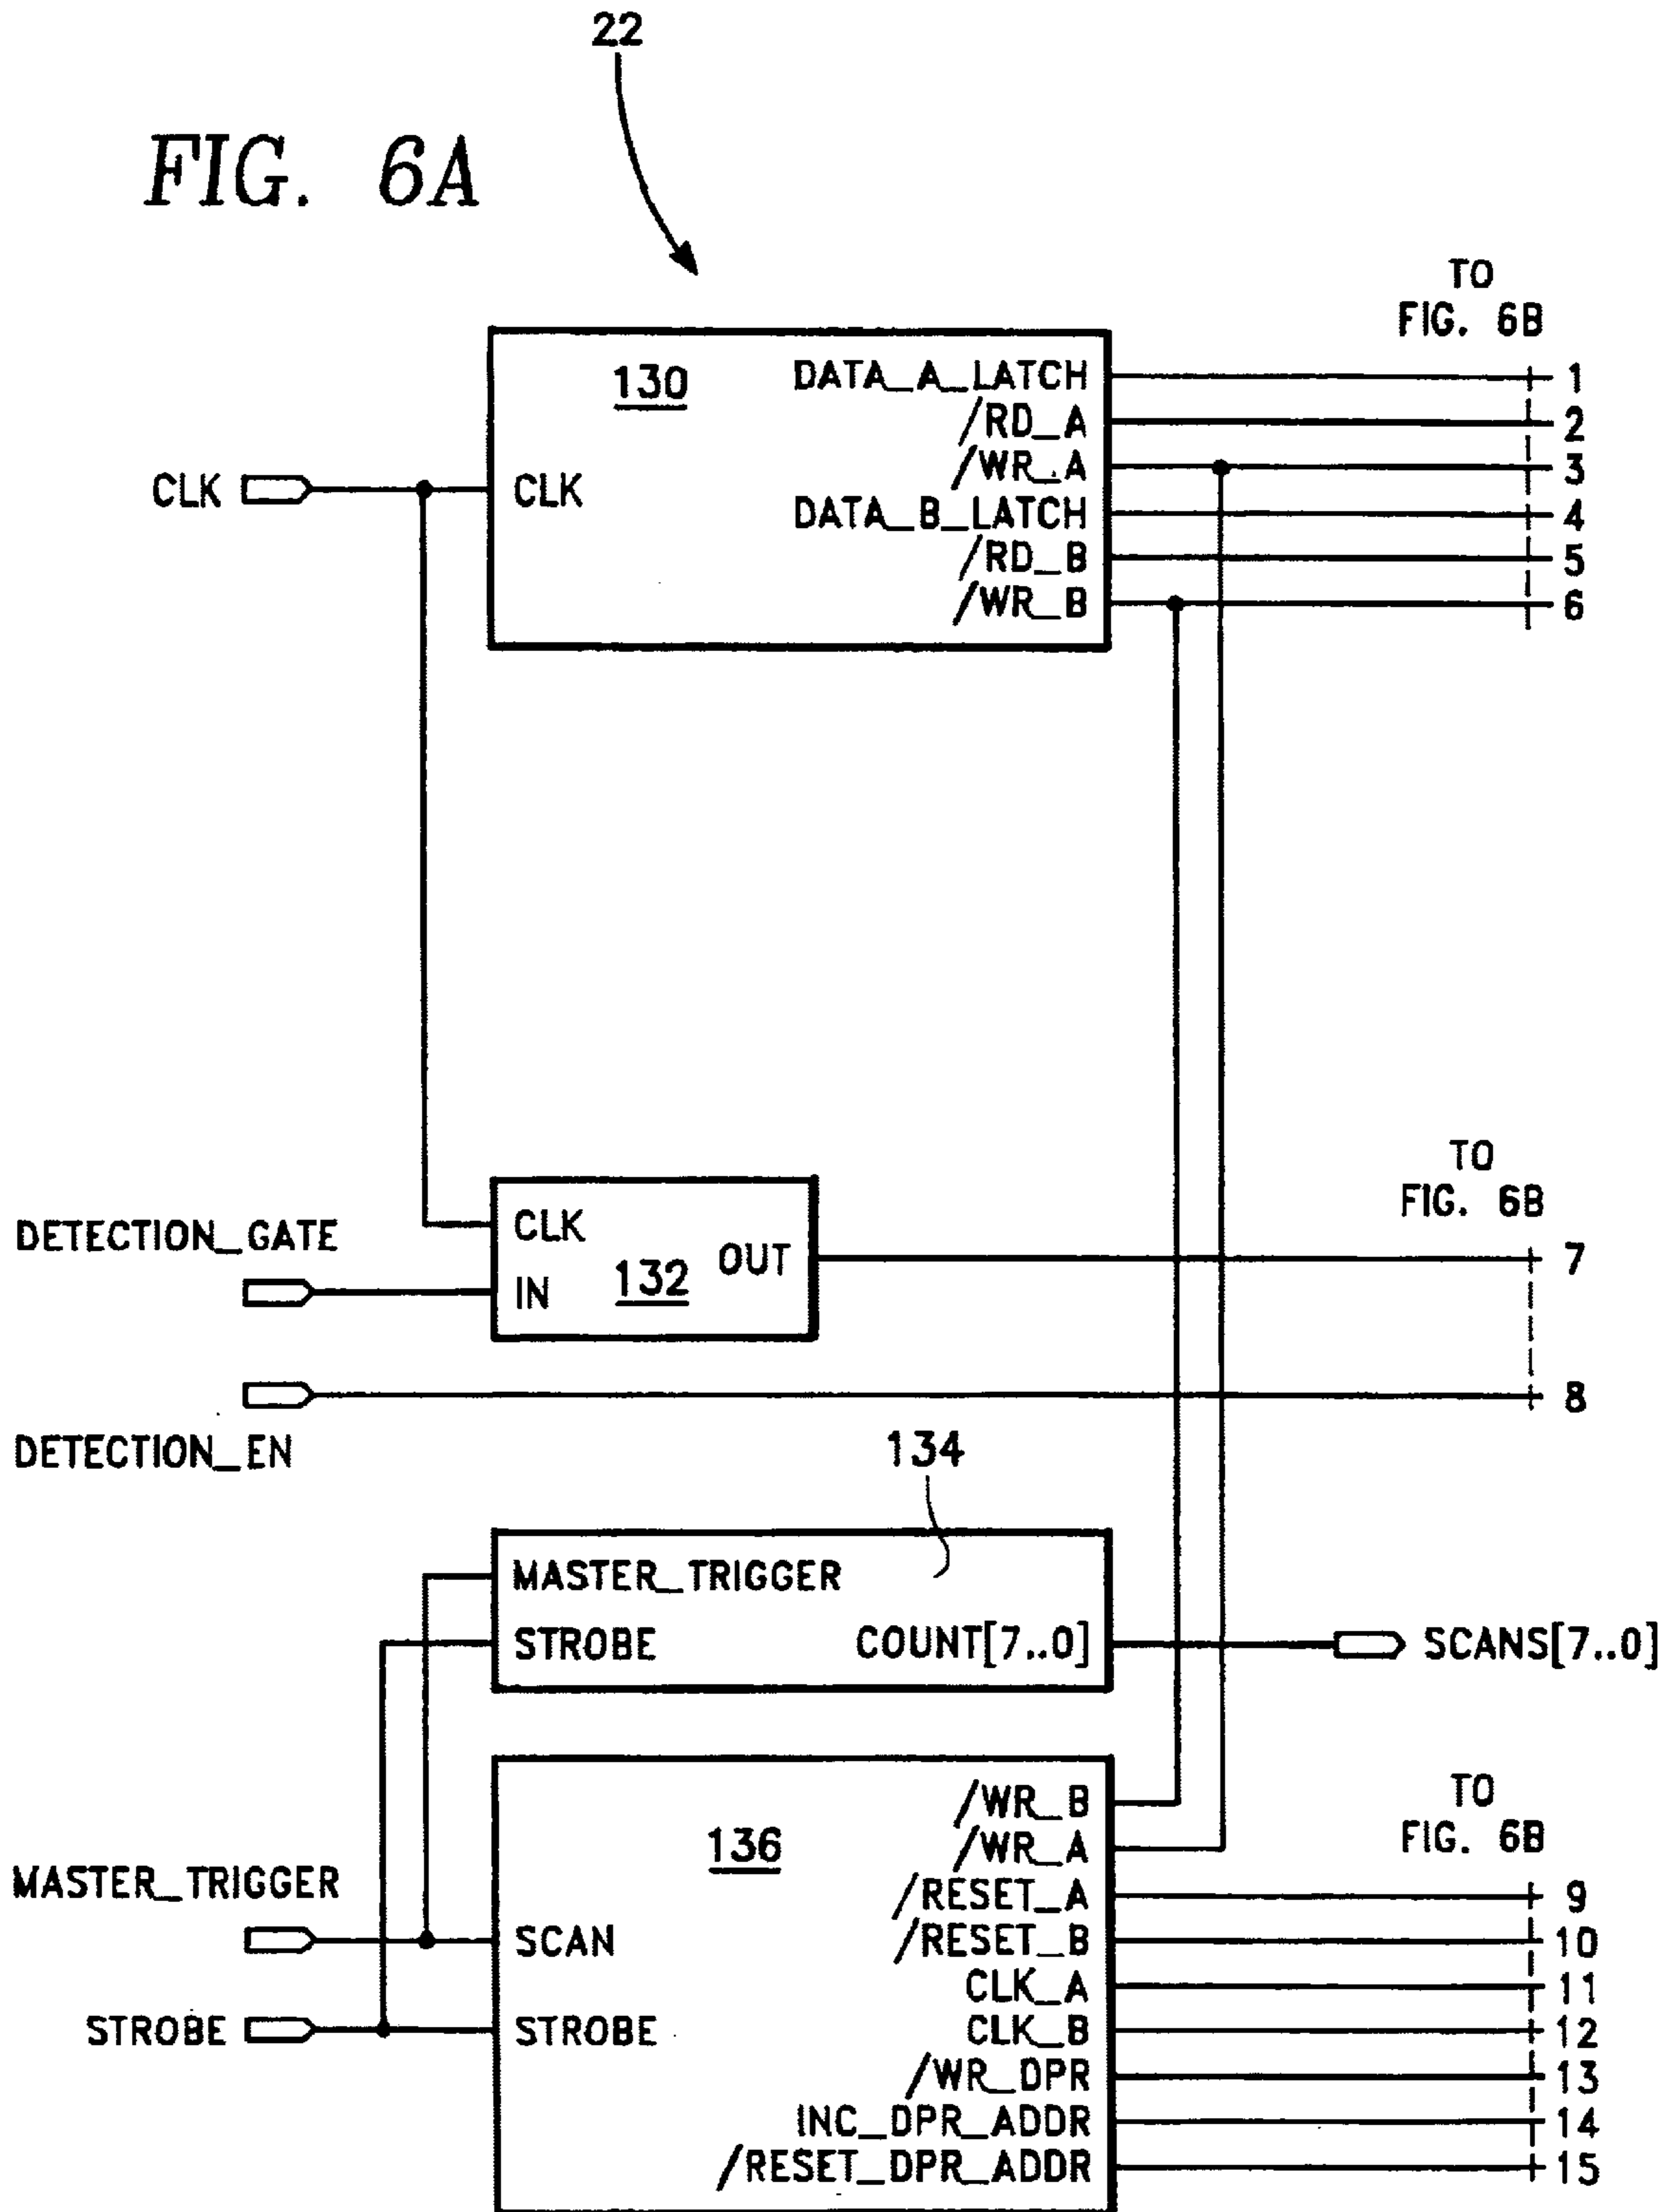 22
FIG. 6A
TO
FIG. 6B
130
DATA_A_LATCH
1
/RD_A
2
/WR_A
3
CLK
CLK
DATA_B_LATCH
4
/RD_B
5
/WR_B
6
TO
FIG. 6B
DETECTION_GATE
CLK
OUT
7
IN
132
8
DETECTION_EN
134
MASTER_TRIGGER
STROBE
COUNT[7..0]
SCANS[7..0]
TO
FIG. 6B
/WR_B
136
/WR_A
MASTER_TRIGGER
/RESET_A
9
SCAN
/RESET_B
10
CLK_A
11
STROBE
STROBE
CLK_B
12
/WR_DPR
13
INC_DPR_ADDR
14
/RESET_DPR_ADDR
15